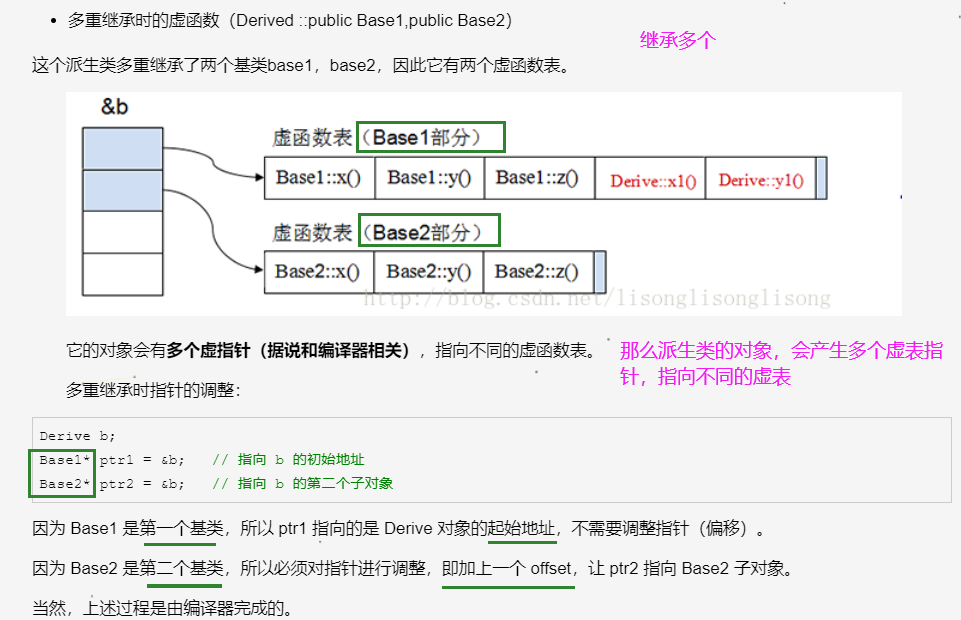 • 多重继承时的虚函数（Derived ::public Base1,public Base2）
继承多个
这个派生类多重继承了两个基类base1，base2，因此它有两个虚函数表。
&b
虚函数表（Base1部分）
Base1::x() Base1::y() Base1::z() Derive::x1() Derive::y1()
虚函数表（Base2部分）
Base2::x() Base2::y() Base2::z()
http://blog.csdn.net/lisonglisonglisong
它的对象会有多个虚指针（据说和编译器相关），指向不同的虚函数表。
那么派生类的对象，会产生多个虚表指
针，指向不同的虚表
多重继承时指针的调整：
Derive b;
Base1* ptr1 = &b; // 指向 b 的初始地址
Base2* ptr2 = &b; // 指向 b 的第二个子对象
因为 Base1 是第一个基类，所以 ptr1 指向的是 Derive 对象的起始地址，不需要调整指针（偏移）。
因为 Base2 是第二个基类，所以必须对指针进行调整，即加上一个 offset，让 ptr2 指向 Base2 子对象。
当然，上述过程是由编译器完成的。